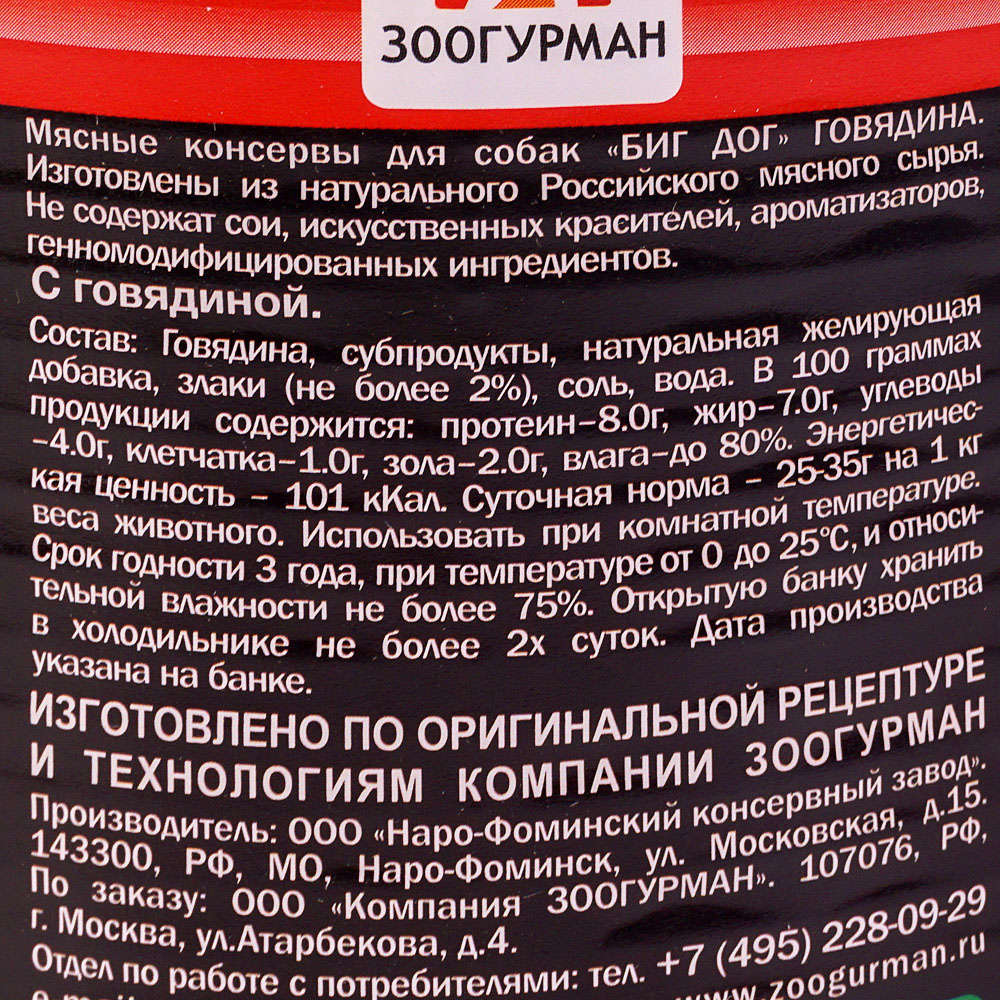 ЗООГУРМАН
Мясные консервы для собак «БИГ ДОГ» ГОВЯДИНА.
Изготовлены из натурального Российского мясного сырья.
Не содержат сои, искусственных красителей, ароматизаторов,
генномодифицированных ингредиентов.
С говядиной.
Состав: Говядина, субпродукты, натуральная желирующая
добавка, злаки (не более 2%), соль, вода. В 100 граммах
продукции содержится: протеин–8.0г, жир–7.0г, углеводы
–4.0г, клетчатка–1.0г, зола–2.0г, влага–до 80%. Энергетичес-
кая ценность – 101 кКал. Суточная норма – 25-35г на 1 кг
веса животного. Использовать при комнатной температуре.
Срок годности 3 года, при температуре от 0 до 25°С, и относи-
тельной влажности не более 75%. Открытую банку хранить
в холодильнике не более 2х суток. Дата производства
указана на банке.
ИЗГОТОВЛЕНО ПО ОРИГИНАЛЬНОЙ РЕЦЕПТУРЕ
И ТЕХНОЛОГИЯМ КОМПАНИИ ЗООГУРМАН
Производитель: ООО «Наро-Фоминский консервный завод».
143300, РФ, МО, Наро-Фоминск, ул. Московская, д.15.
По заказу: ООО «Компания ЗООГУРМАН». 107076, РФ,
г. Москва, ул.Атарбекова, д.4.
Отдел по работе с потребителями: тел. +7 (495) 228-09-29
www.zoogurman.ru